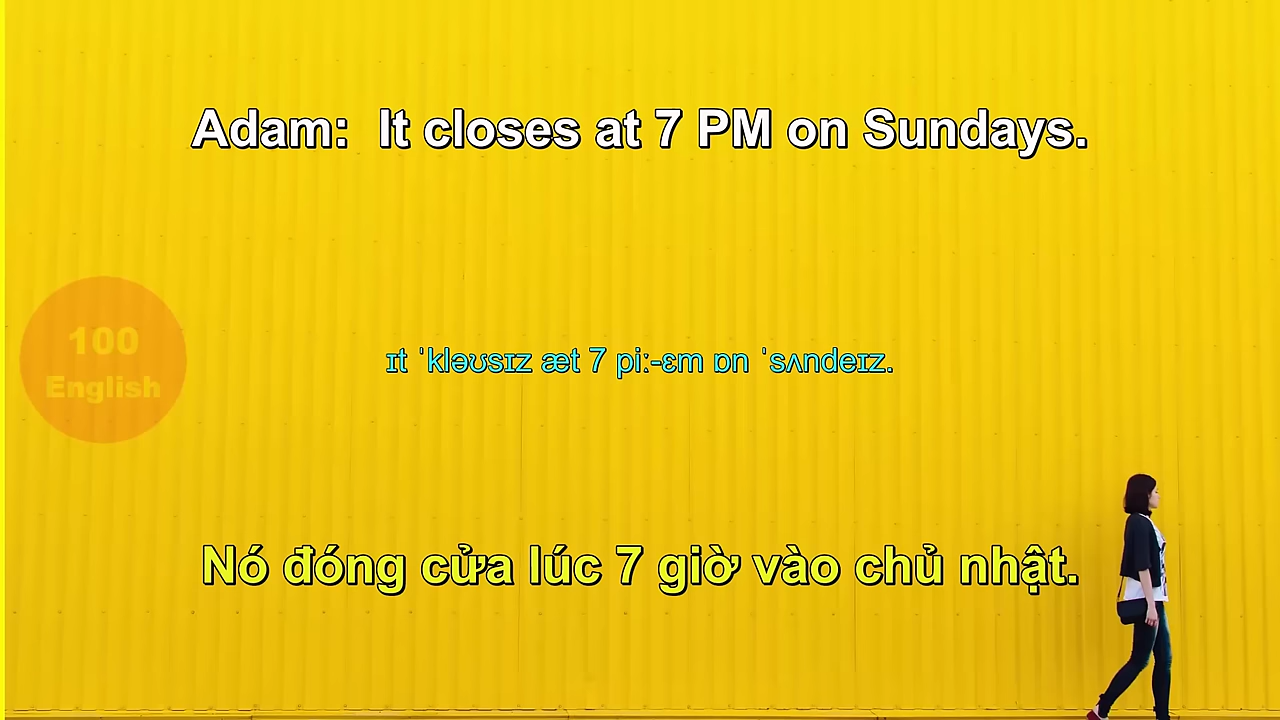 Adam:  It closes at 7 PM on Sundays.
100
English
ɪt ˈkləʊsɪz æt 7 piː-ɛm ɒn ˈsʌndeɪz.
Nó đóng cửa lúc 7 giờ vào chủ nhật.